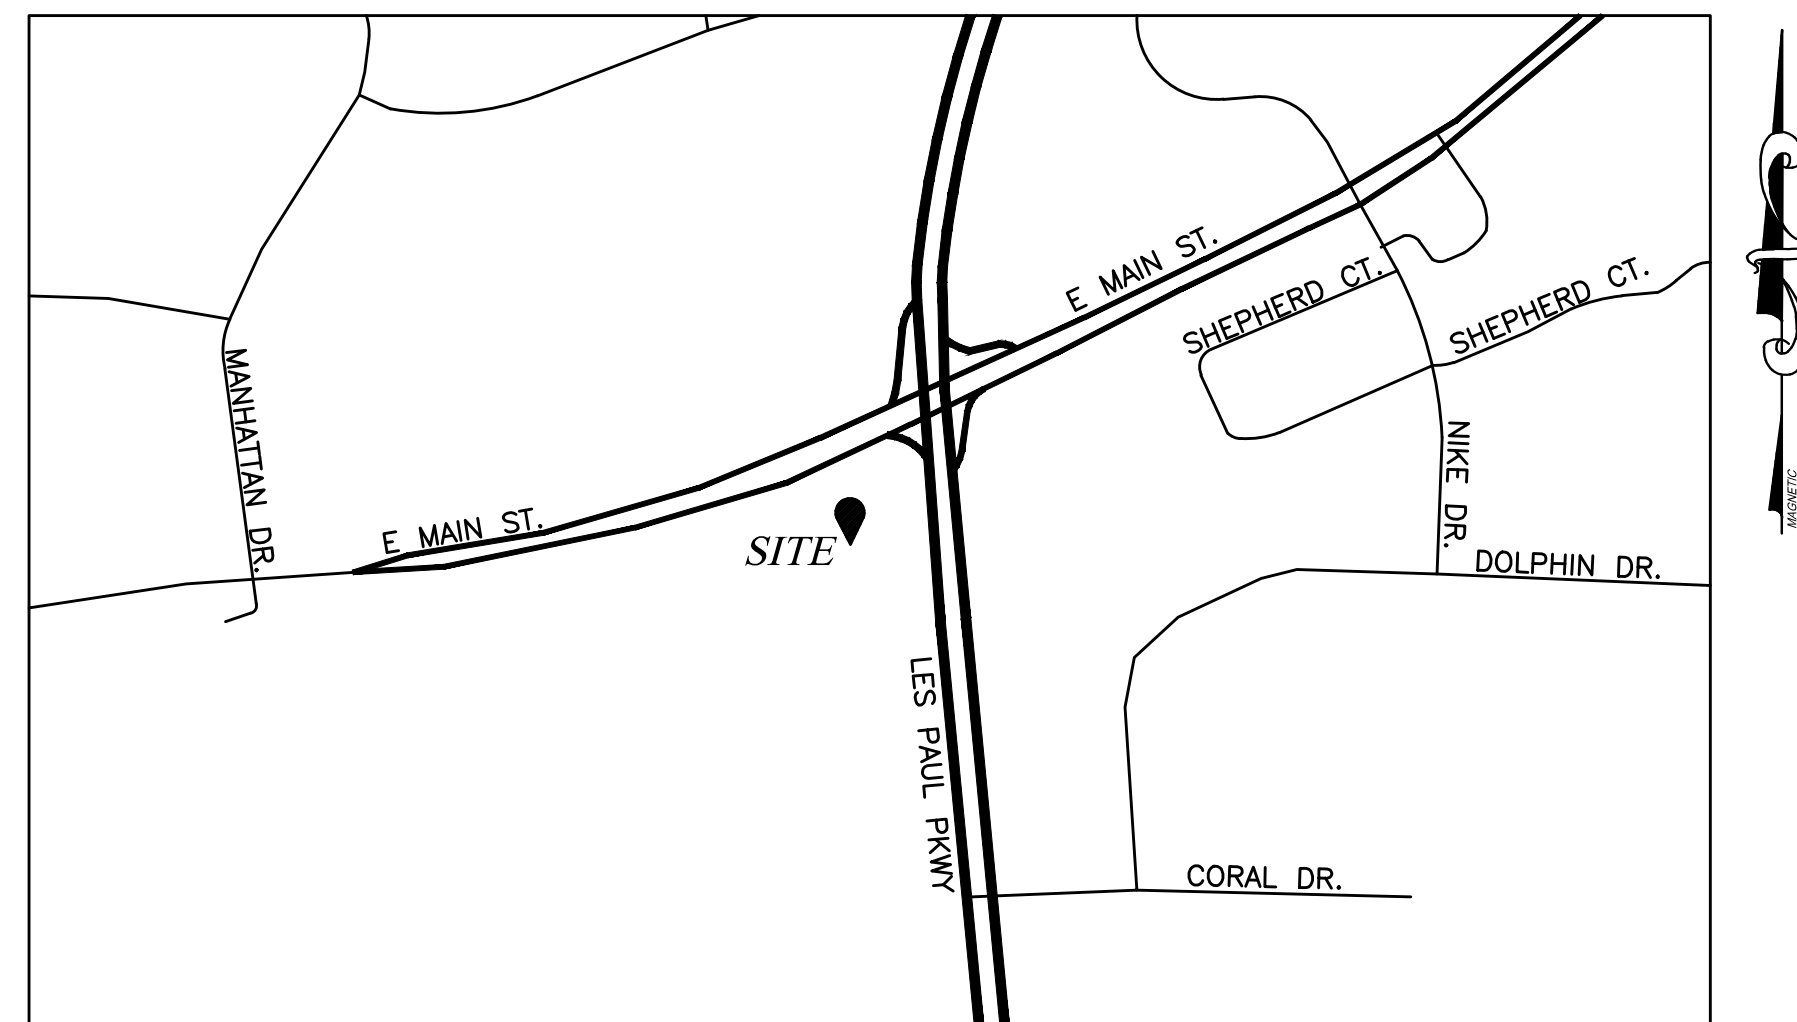 E MAIN ST.
SHEPHERD CT.
SHEPHERD CT.
MANHATTAN DR.
NIKE DR.
E MAIN ST.
SITE
DOLPHIN DR.
LES PAUL PKWY
CORAL DR.
MAGNETIC